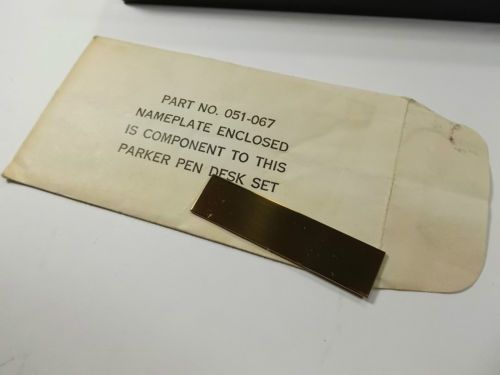 PART NO. 051-067
NAMEPLATE ENCLOSED
IS COMPONENT TO THIS
PARKER PEN DESK SET